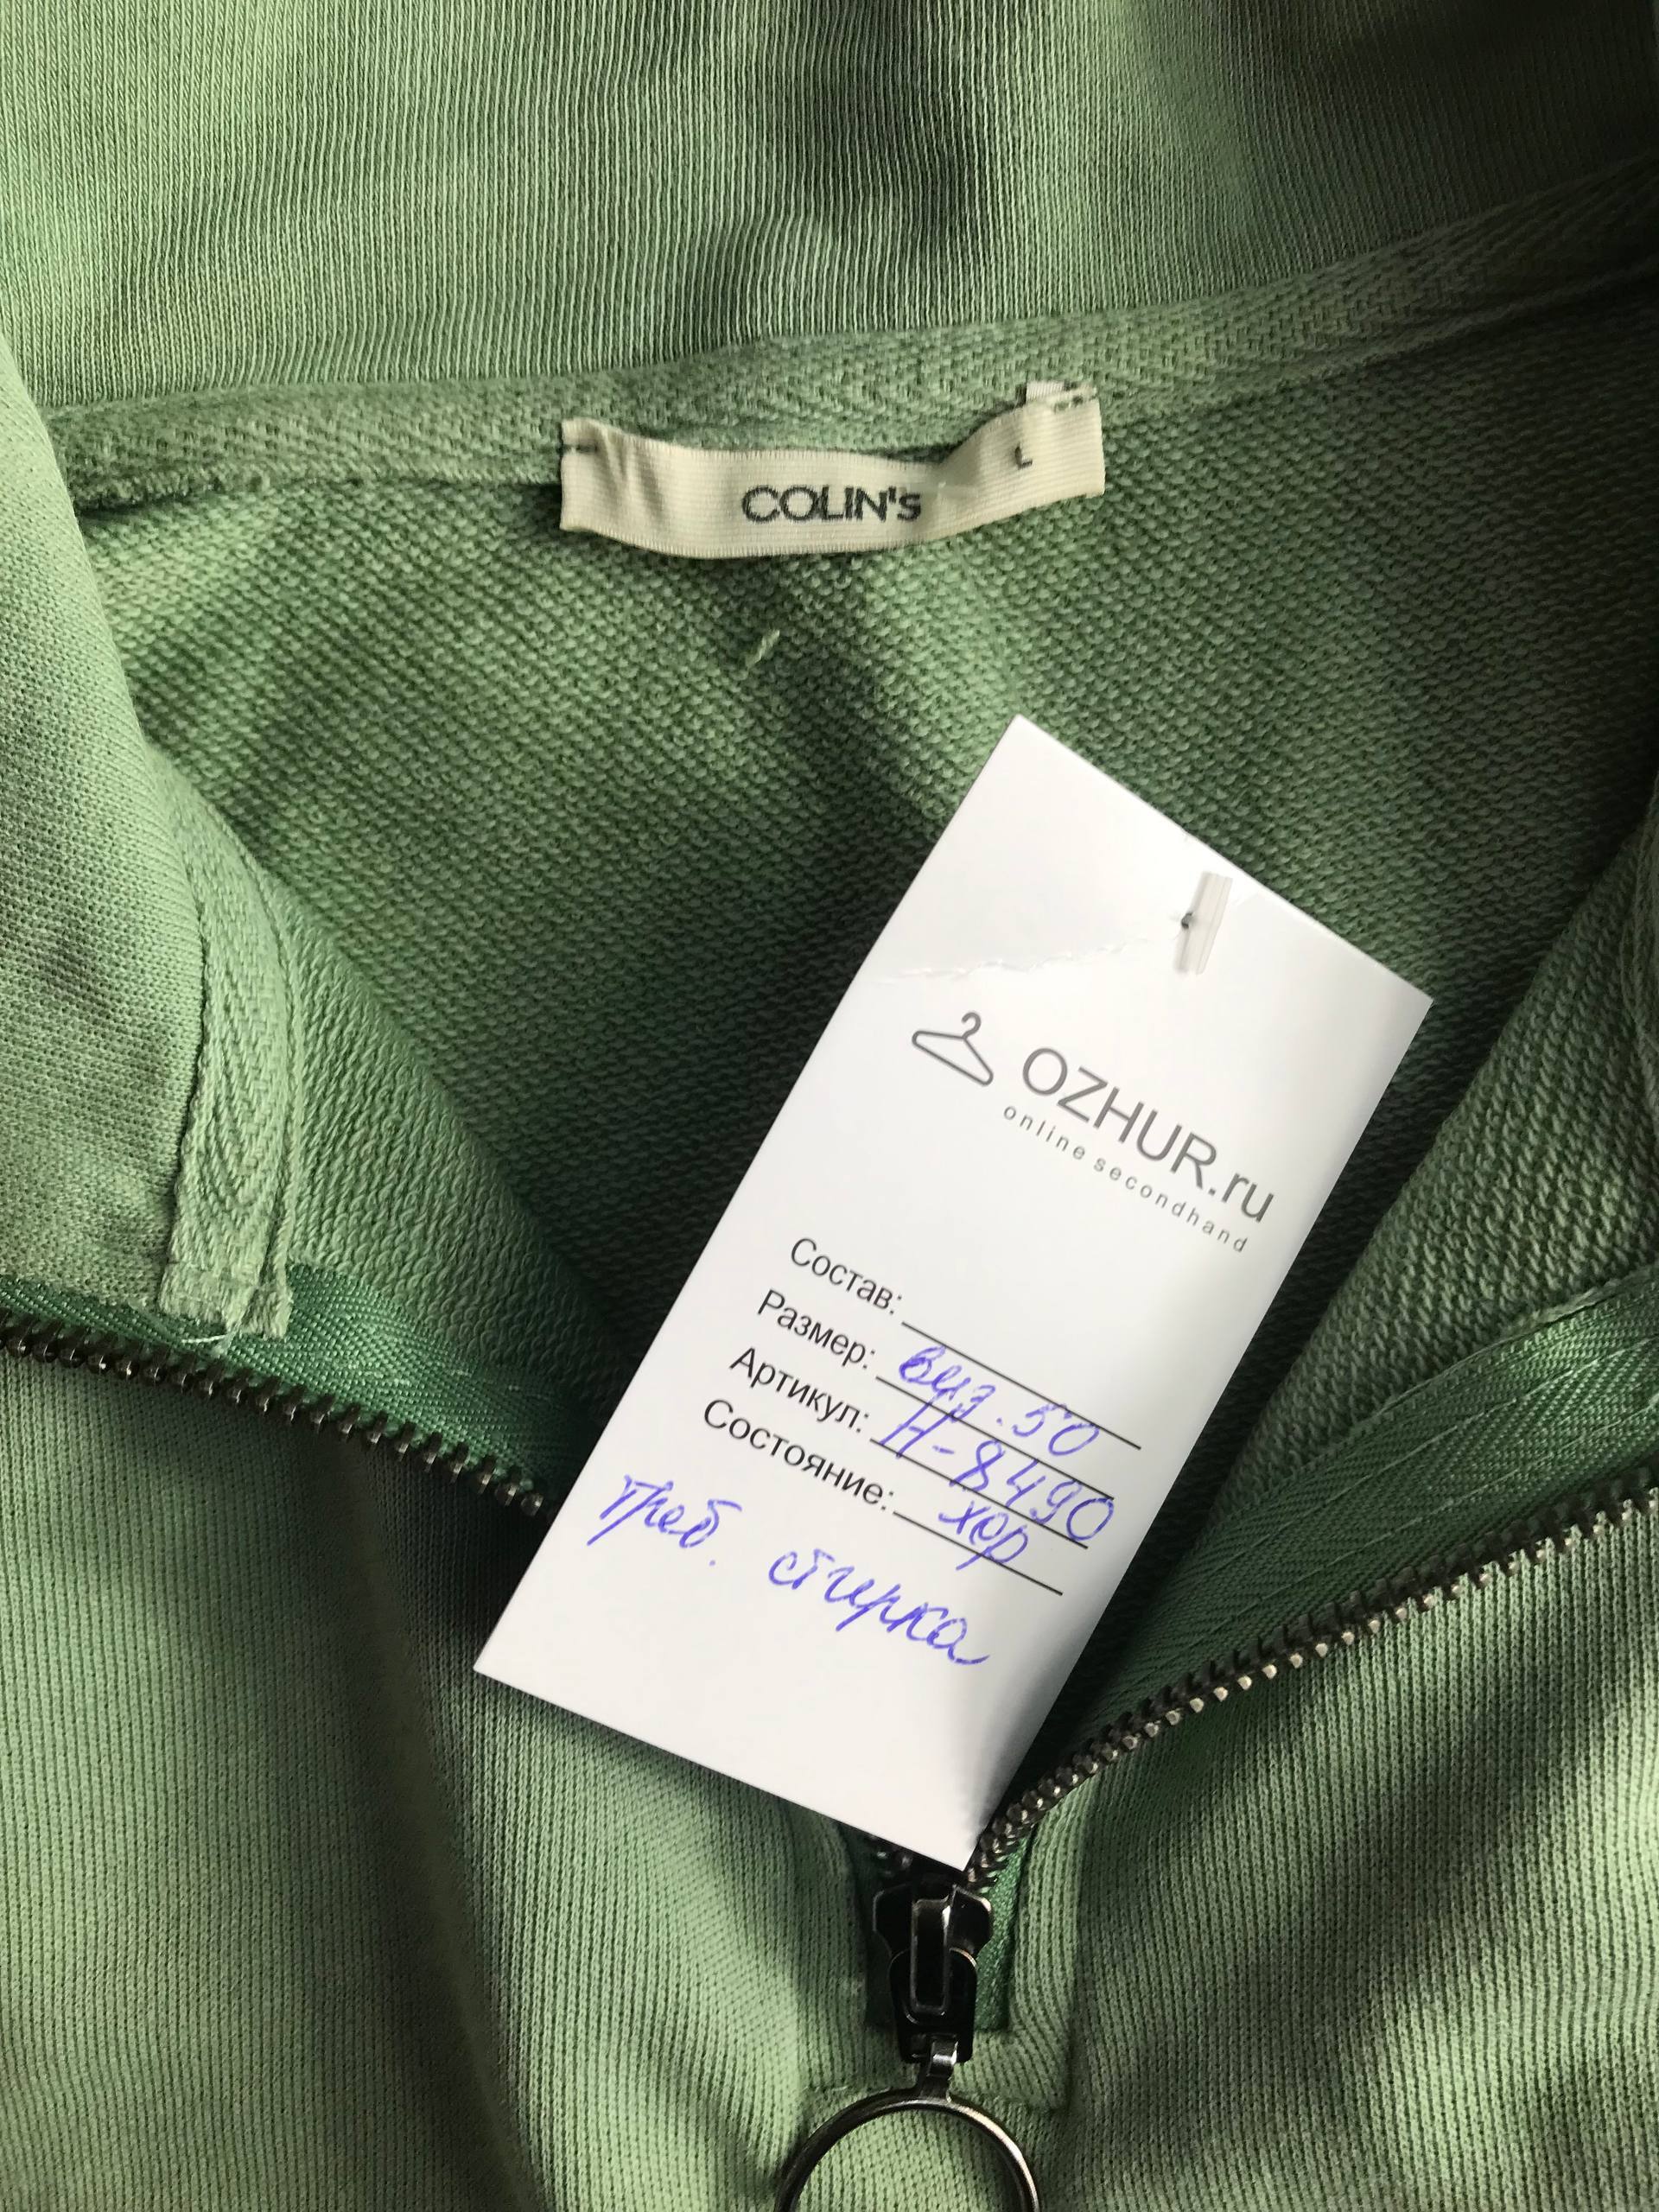 COLIN's
L
OZHUR.ru
online secondhand
Состав:
Размер: виз. 50
Артикул: Н-8490
Состояние: хор
треб. стирка